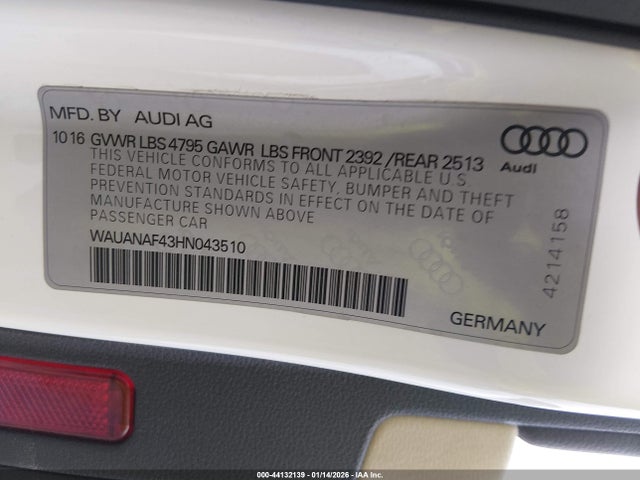 MFD. BY AUDI AG
10 16 GVWR LBS 4795 GAWR LBS FRONT 2392 /REAR 2513
THIS VEHICLE CONFORMS TO ALL APPLICABLE U.S
FEDERAL MOTOR VEHICLE SAFETY, BUMPER AND THEFT
PREVENTION STANDARDS IN EFFECT ON THE DATE OF
MANUFACTURE SHOWN ABOVE
PASSENGER CAR
WAUANAF43HN043510
Audi
4214158
GERMANY
000-44132139 - 01/14/2026 - IAA Inc.